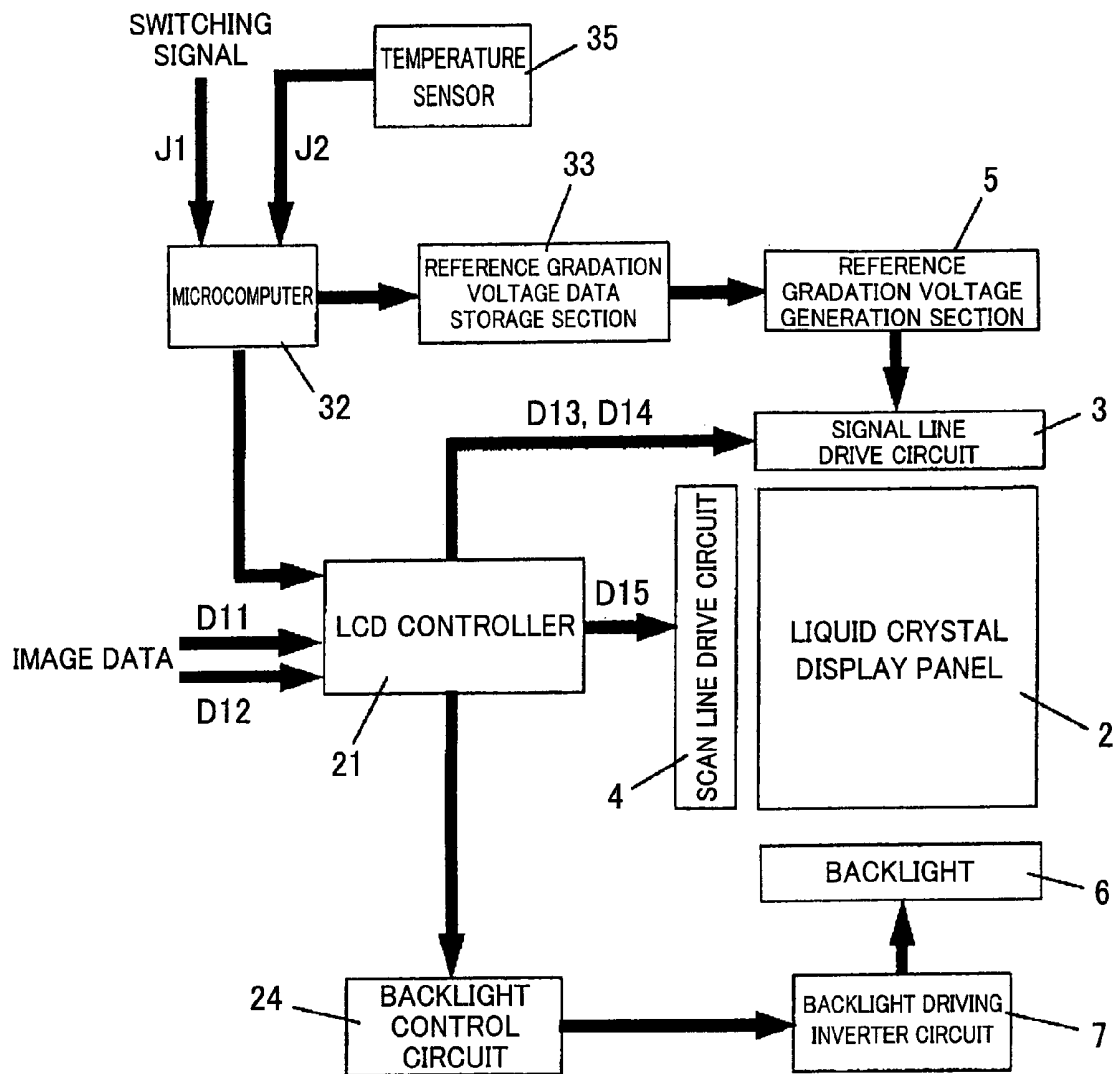 SWITCHING
SIGNAL
TEMPERATURE
SENSOR
35
J1
J2
33
5
MICROCOMPUTER
REFERENCE GRADATION
VOLTAGE DATA
STORAGE SECTION
REFERENCE
GRADATION VOLTAGE
GENERATION SECTION
32
D13, D14
3
SIGNAL LINE
DRIVE CIRCUIT
SCAN LINE DRIVE CIRCUIT
LCD CONTROLLER
D15
D11
IMAGE DATA
D12
LIQUID CRYSTAL
DISPLAY PANEL
21
4
2
BACKLIGHT
6
24
BACKLIGHT
CONTROL
CIRCUIT
BACKLIGHT DRIVING
INVERTER CIRCUIT
7